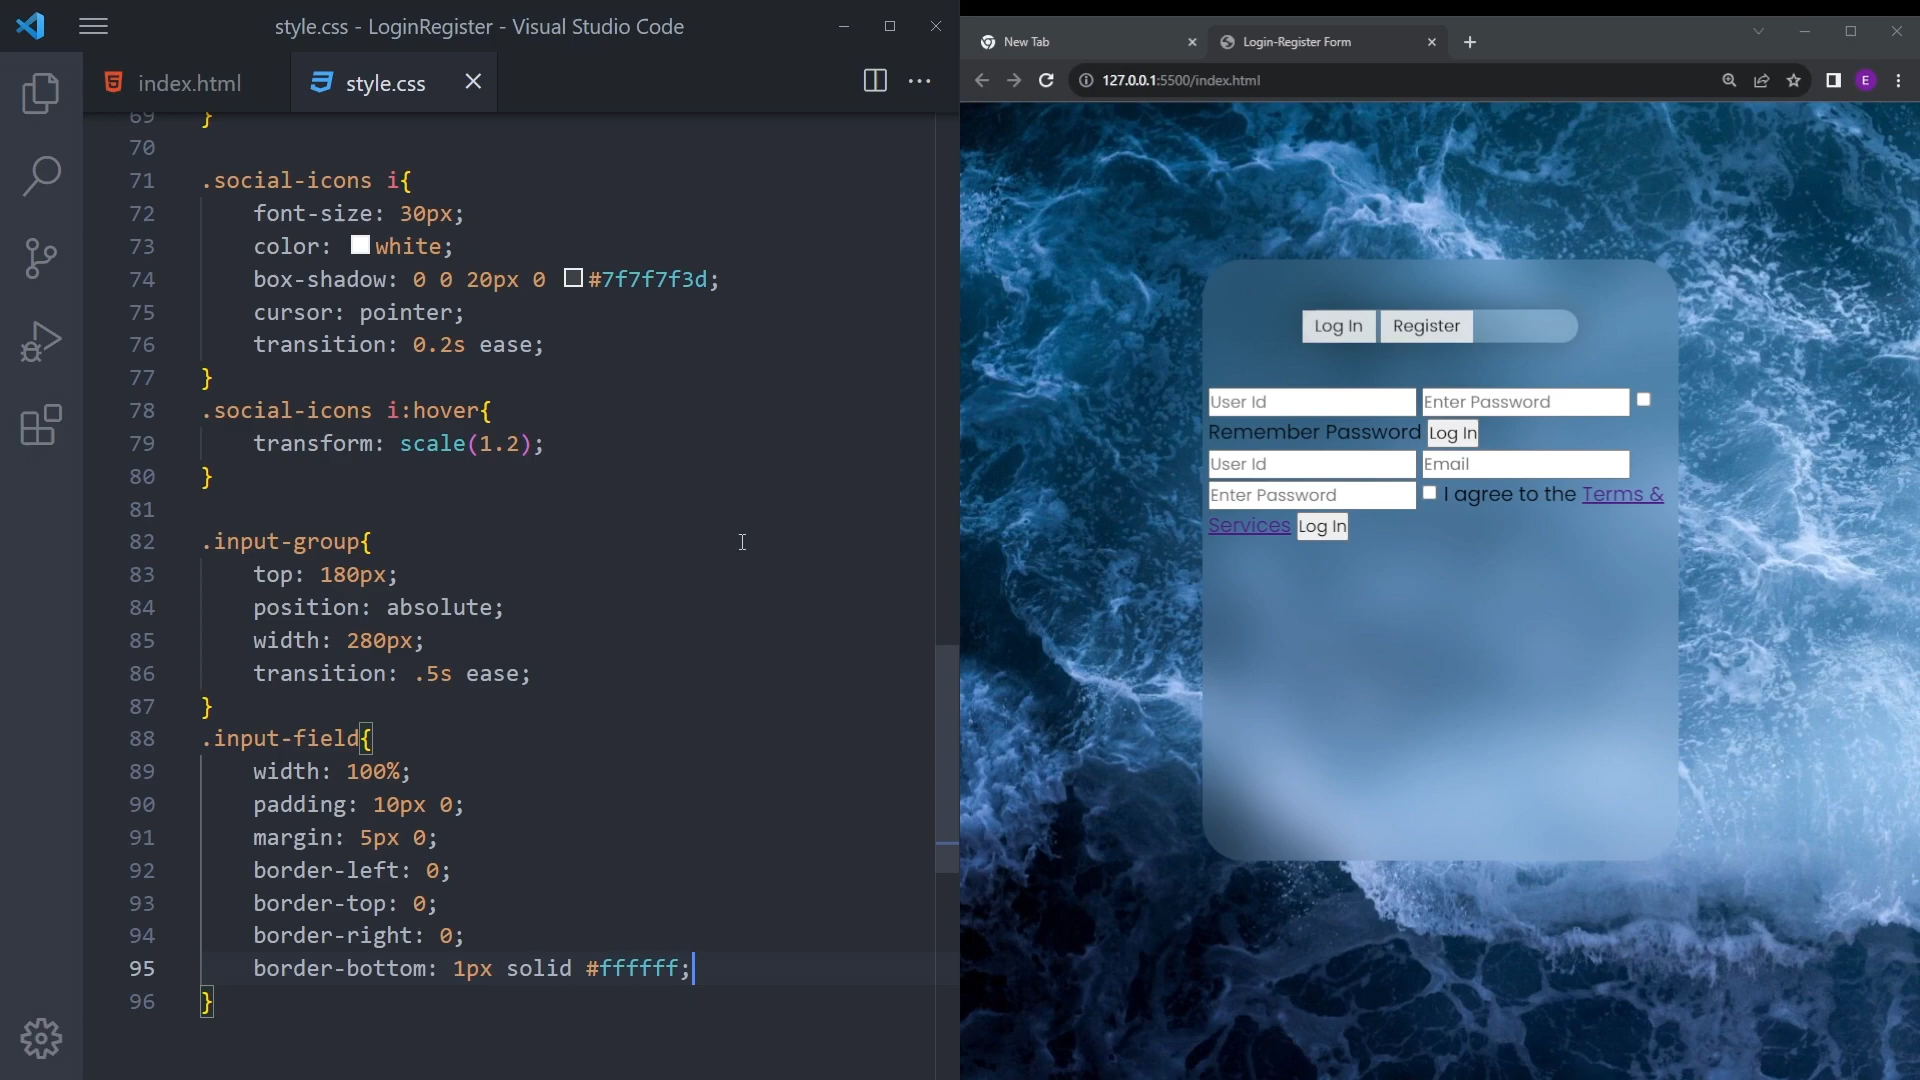 style.css - LoginRegister - Visual Studio Code
index.html
style.css
69 }
70
71 .social-icons i{
72 font-size: 30px;
73 color: white;
74 box-shadow: 0 0 20px 0 #7f7f7f3d;
75 cursor: pointer;
76 transition: 0.2s ease;
77 }
78 .social-icons i:hover{
79 transform: scale(1.2);
80 }
81
82 .input-group{
83 top: 180px;
84 position: absolute;
85 width: 280px;
86 transition: .5s ease;
87 }
88 .input-field{
89 width: 100%;
90 padding: 10px 0;
91 margin: 5px 0;
92 border-left: 0;
93 border-top: 0;
94 border-right: 0;
95 border-bottom: 1px solid #ffffff;
96 }
New Tab
Login-Register Form
127.0.0.1:5500/index.html
E
Log In Register
User Id Enter Password
Remember Password Log In
User Id Email
Enter Password I agree to the Terms &
Services Log In